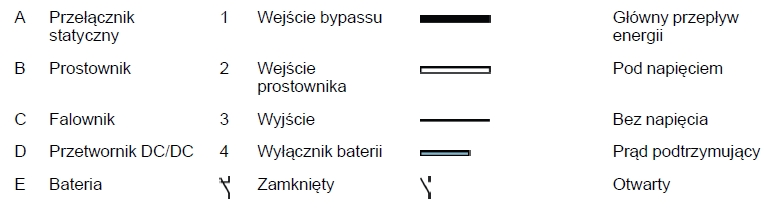 A Przełącznik statyczny 1 Wejście bypassu Główny przepływ energii
B Prostownik 2 Wejście prostownika Pod napięciem
C Falownik 3 Wyjście Bez napięcia
D Przetwornik DC/DC 4 Wyłącznik baterii Prąd podtrzymujący
E Bateria Zamknięty Otwarty